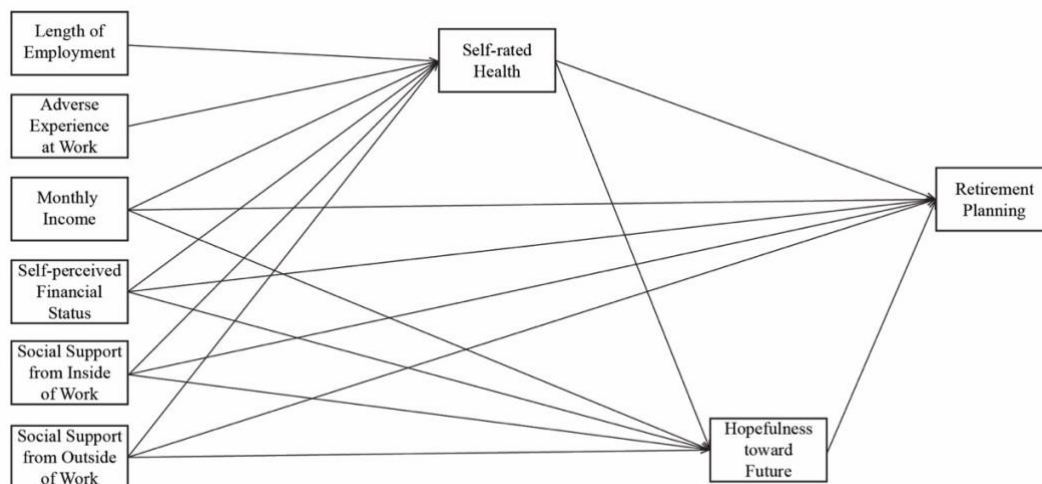 Length of
Employment
Self-rated
Health
Adverse
Experience
at Work
Monthly
Income
Retirement
Planning
Self-perceived
Financial
Status
Social Support
from Inside
of Work
Social Support
from Outside
of Work
Hopefulness
toward
Future